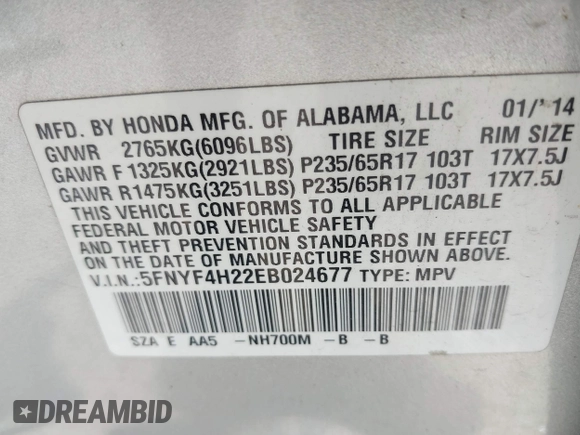 MFD. BY HONDA MFG. OF ALABAMA, LLC 01/'14
GVWR 2765KG(6096LBS) TIRE SIZE RIM SIZE
GAWR F 1325KG(2921LBS) P235/65R17 103T 17X7.5J
GAWR R1475KG(3251LBS) P235/65R17 103T 17X7.5J
THIS VEHICLE CONFORMS TO ALL APPLICABLE
FEDERAL MOTOR VEHICLE SAFETY
AND THEFT PREVENTION STANDARDS IN EFFECT
ON THE DATE OF MANUFACTURE SHOWN ABOVE.
V.I.N.:5FNYF4H22EB024677 TYPE: MPV
SZA E AA5 -NH700M -B -B
DREAMBID